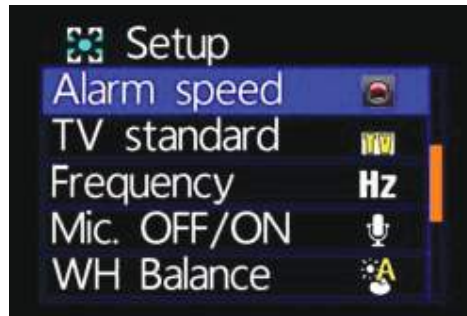 Setup
Alarm speed
TV standard
Frequency Hz
Mic. OFF/ON
WH Balance A